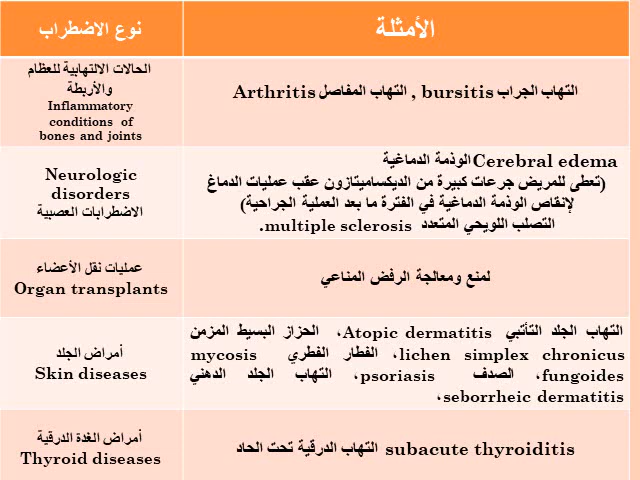 نوع الاضطراب
الأمثلة
الحالات الالتهابية للعظام
والأربطة
Inflammatory
conditions of
bones and joints
التهاب الجراب bursitis , التهاب المفاصل Arthritis
Neurologic
disorders
الاضطرابات العصبية
Cerebral edema الوذمة الدماغية
(تعطى للمريض جرعات كبيرة من الديكساميتازون عقب عمليات الدماغ
لإنقاص الوذمة الدماغية في الفترة ما بعد العملية الجراحية)
التصلب اللويحي المتعدد multiple sclerosis.
عمليات نقل الأعضاء
Organ transplants
لمنع ومعالجة الرفض المناعي
أمراض الجلد
Skin diseases
التهاب الجلد التأتبي Atopic dermatitis، الحزاز البسيط المزمن
lichen simplex chronicus، الفطار الفطري mycosis
fungoides، الصدف psoriasis، التهاب الجلد الدهني
seborrheic dermatitis،
أمراض الغدة الدرقية
Thyroid diseases
التهاب الدرقية تحت الحاد subacute thyroiditis